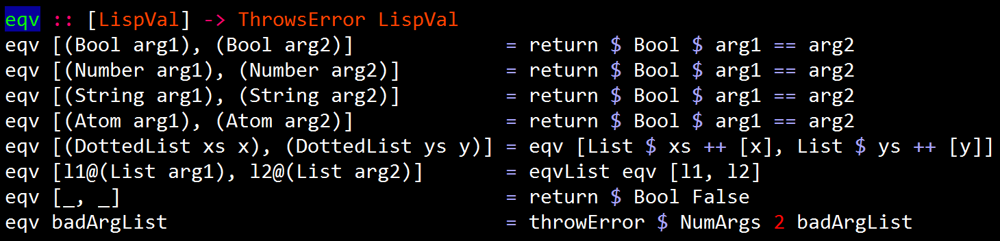 eqv :: [LispVal] -> ThrowsError LispVal
eqv [(Bool arg1), (Bool arg2)]             = return $ Bool $ arg1 == arg2
eqv [(Number arg1), (Number arg2)]         = return $ Bool $ arg1 == arg2
eqv [(String arg1), (String arg2)]         = return $ Bool $ arg1 == arg2
eqv [(Atom arg1), (Atom arg2)]             = return $ Bool $ arg1 == arg2
eqv [(DottedList xs x), (DottedList ys y)] = eqv [List $ xs ++ [x], List $ ys ++ [y]]
eqv [l1@(List arg1), l2@(List arg2)]       = eqvList eqv [l1, l2]
eqv [_, _]                                 = return $ Bool False
eqv badArgList                             = throwError $ NumArgs 2 badArgList